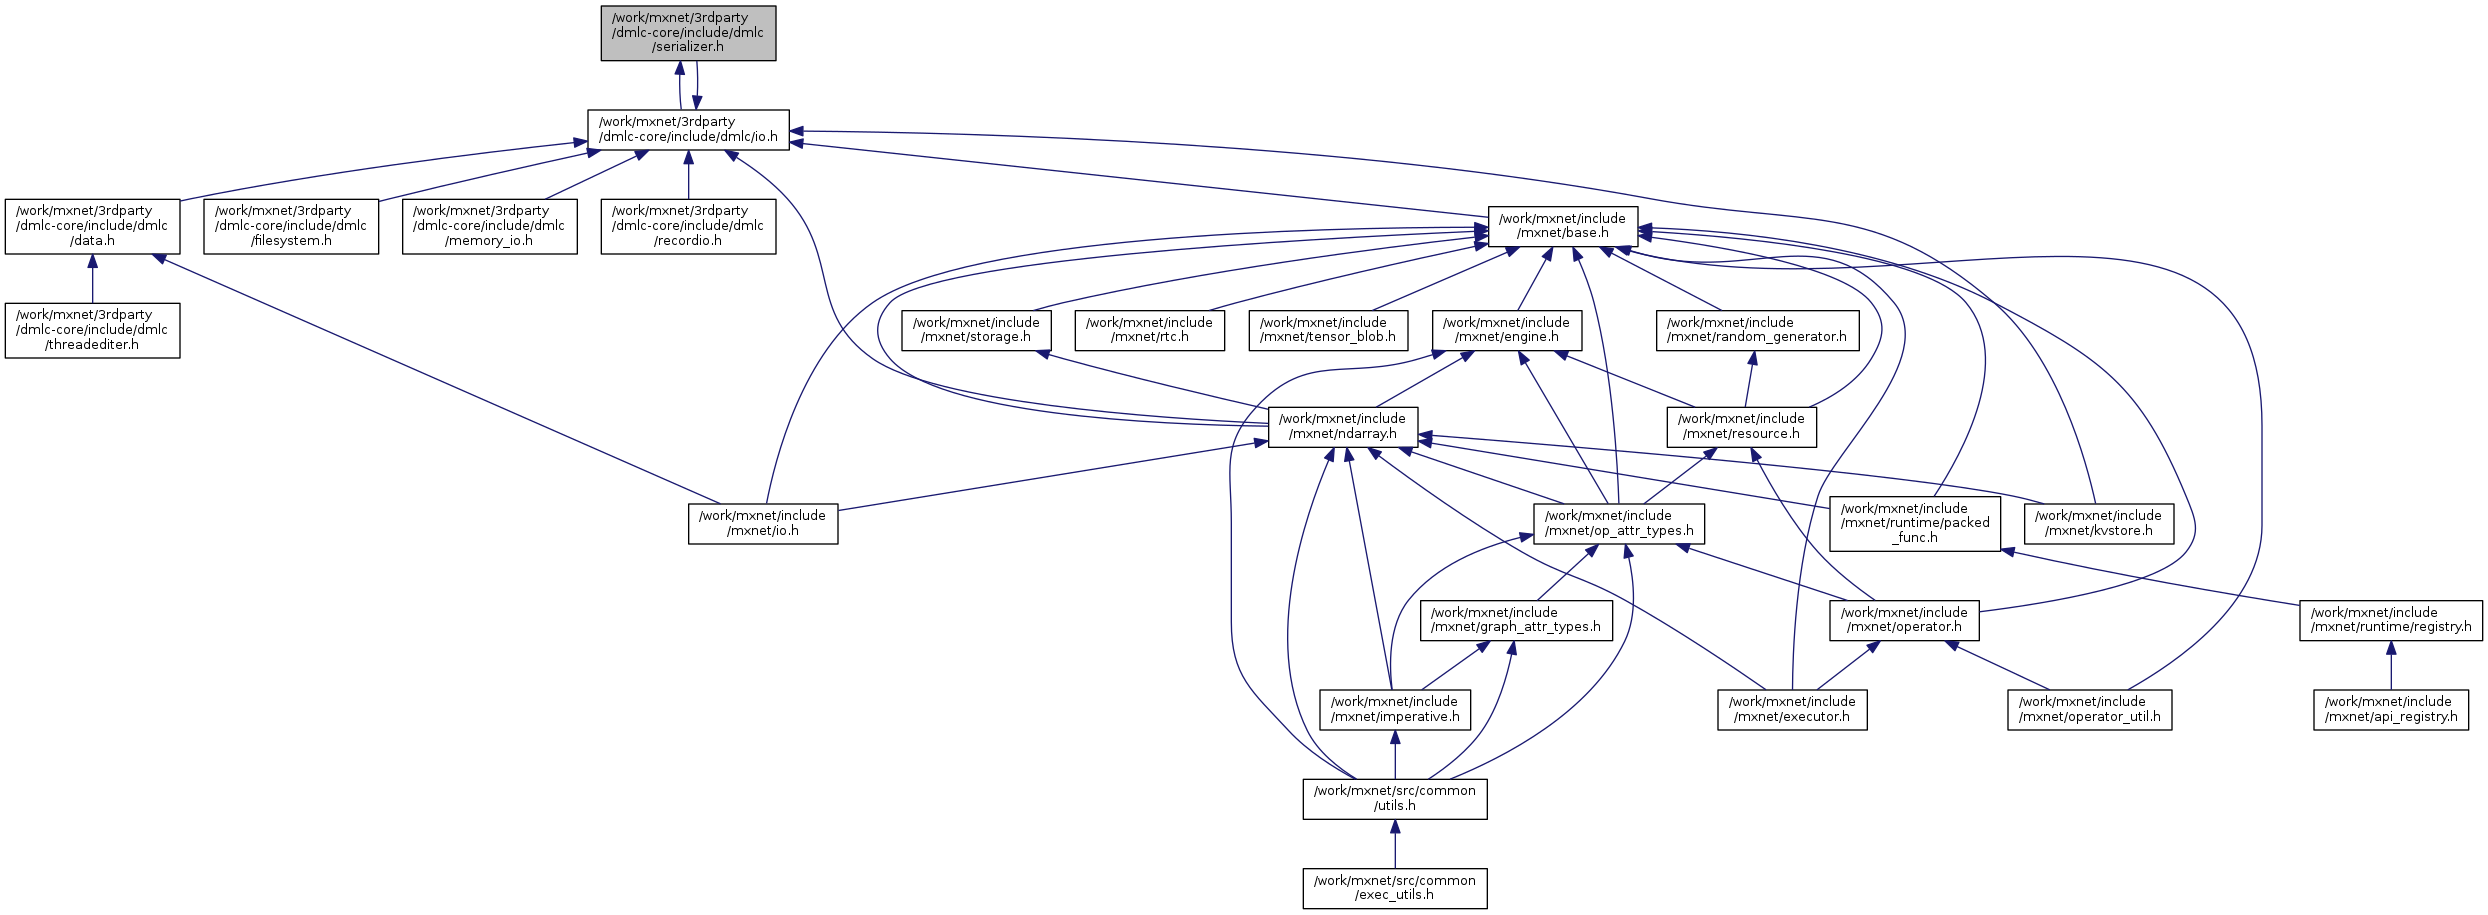 /work/mxnet/3rdparty
/dmlc-core/include/dmlc
/serializer.h
/work/mxnet/3rdparty
/dmlc-core/include/dmlc/io.h
/work/mxnet/3rdparty
/dmlc-core/include/dmlc
/data.h
/work/mxnet/3rdparty
/dmlc-core/include/dmlc
/filesystem.h
/work/mxnet/3rdparty
/dmlc-core/include/dmlc
/memory_io.h
/work/mxnet/3rdparty
/dmlc-core/include/dmlc
/recordio.h
/work/mxnet/include
/mxnet/base.h
/work/mxnet/3rdparty
/dmlc-core/include/dmlc
/threadediter.h
/work/mxnet/include
/mxnet/storage.h
/work/mxnet/include
/mxnet/rtc.h
/work/mxnet/include
/mxnet/tensor_blob.h
/work/mxnet/include
/mxnet/engine.h
/work/mxnet/include
/mxnet/random_generator.h
/work/mxnet/include
/mxnet/ndarray.h
/work/mxnet/include
/mxnet/resource.h
/work/mxnet/include
/mxnet/io.h
/work/mxnet/include
/mxnet/op_attr_types.h
/work/mxnet/include
/mxnet/runtime/packed
_func.h
/work/mxnet/include
/mxnet/kvstore.h
/work/mxnet/include
/mxnet/graph_attr_types.h
/work/mxnet/include
/mxnet/operator.h
/work/mxnet/include
/mxnet/runtime/registry.h
/work/mxnet/include
/mxnet/imperative.h
/work/mxnet/include
/mxnet/executor.h
/work/mxnet/include
/mxnet/operator_util.h
/work/mxnet/include
/mxnet/api_registry.h
/work/mxnet/src/common
/utils.h
/work/mxnet/src/common
/exec_utils.h